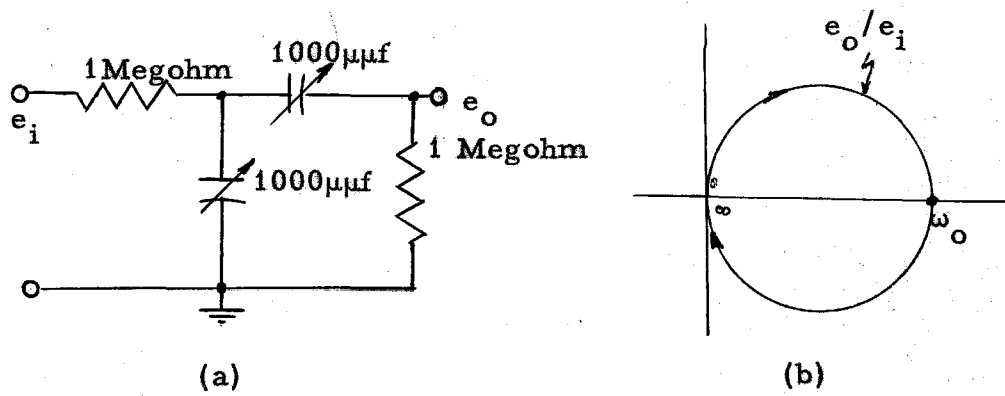 1000μμf
1Megohm
e_i
e_o
1 Megohm
1000μμf
(a)
e_o/e_i
o
∞
ω_o
(b)